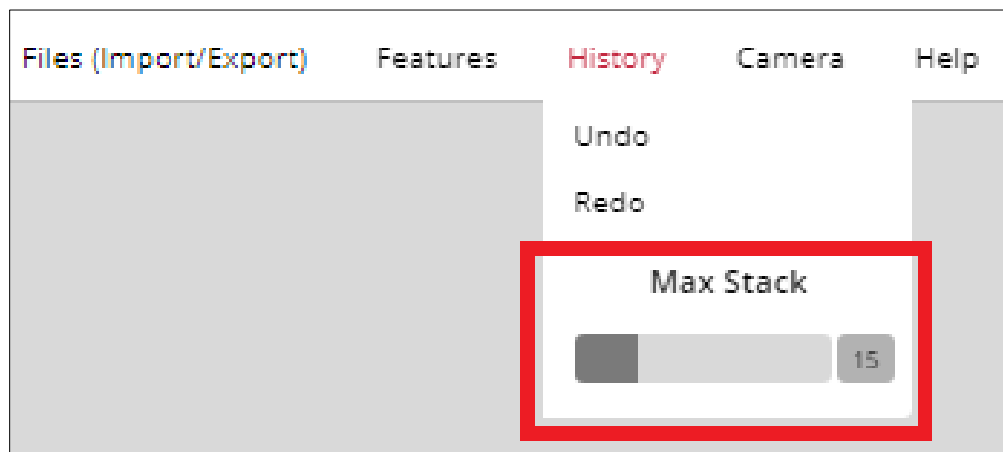 Files (Import/Export) Features History Camera Help
Undo
Redo
Max Stack
15